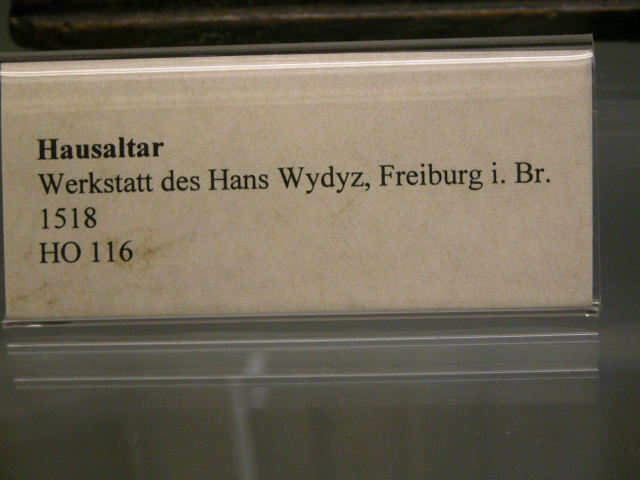 Hausaltar
Werkstatt des Hans Wydyz, Freiburg i. Br.
1518
HO 116